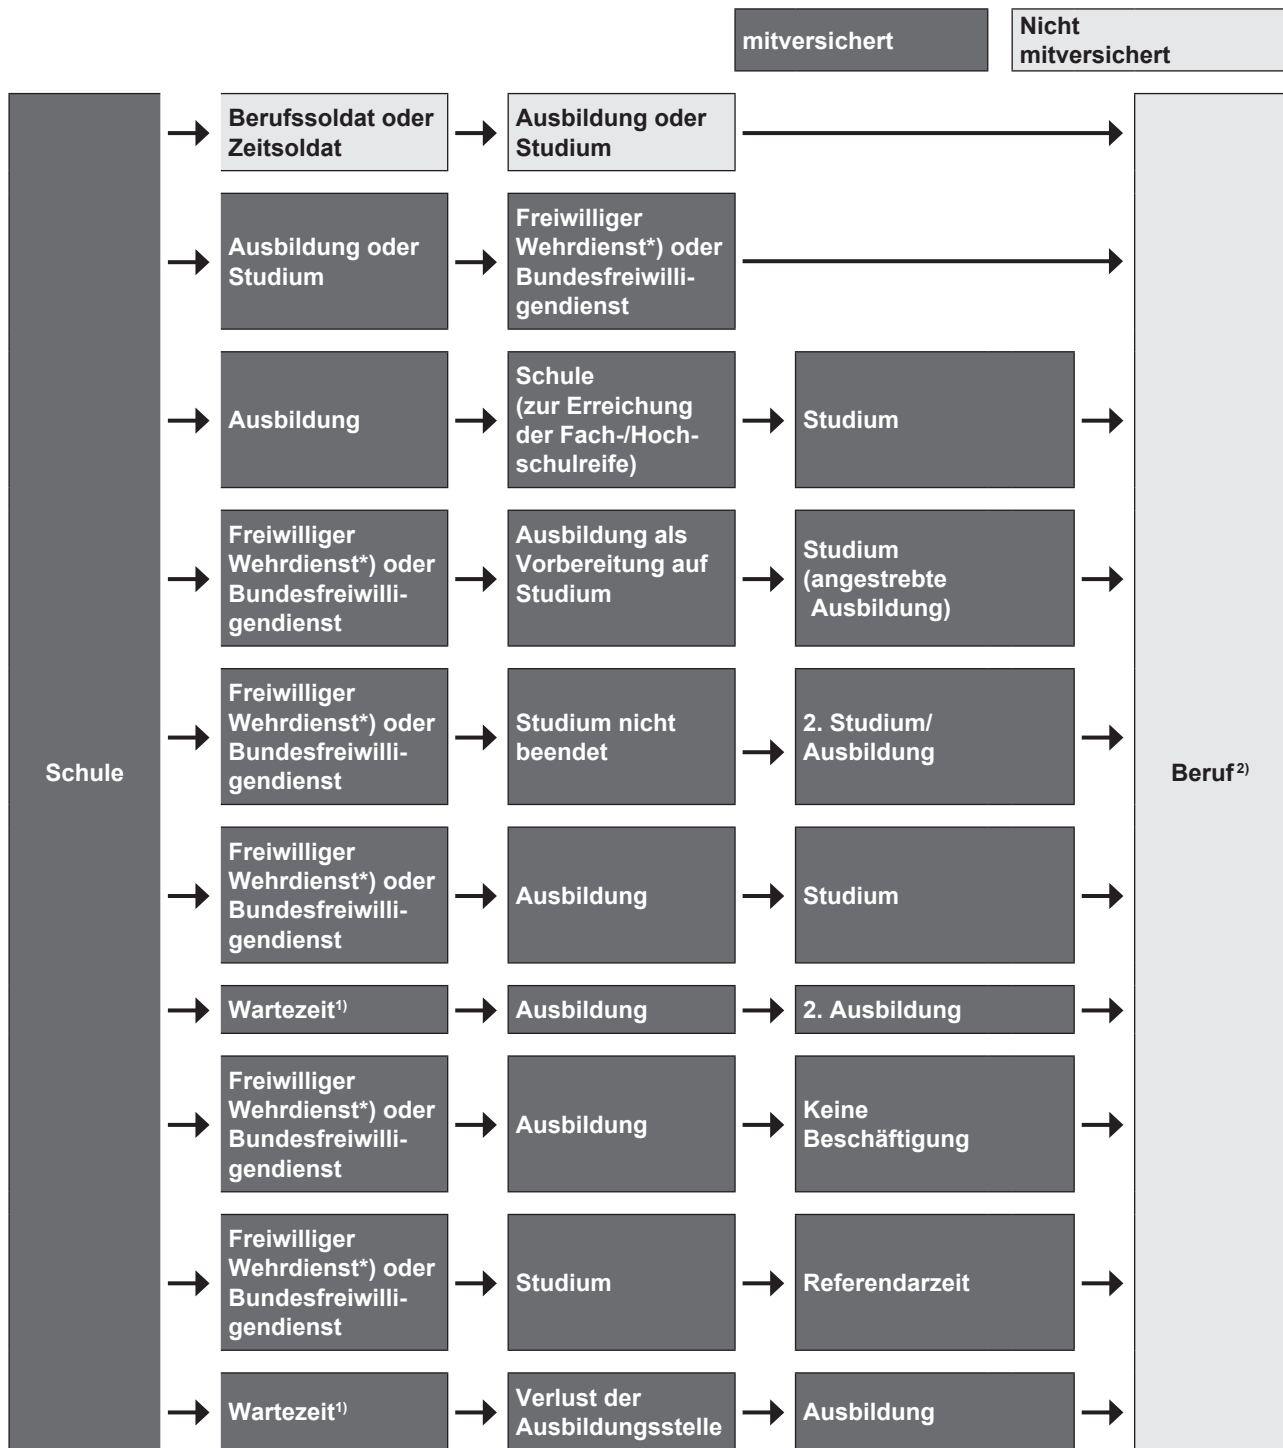 mitversichert
Nicht
mitversichert
Berufssoldat oder
Zeitsoldat
Ausbildung oder
Studium
Ausbildung oder
Studium
Freiwilliger
Wehrdienst*) oder
Bundesfreiwilli-
gendienst
Ausbildung
Schule
(zur Erreichung
der Fach-/Hoch-
schulreife)
Studium
Freiwilliger
Wehrdienst*) oder
Bundesfreiwilli-
gendienst
Ausbildung als
Vorbereitung auf
Studium
Studium
(angestrebte
Ausbildung)
Freiwilliger
Wehrdienst*) oder
Bundesfreiwilli-
gendienst
Studium nicht
beendet
2. Studium/
Ausbildung
Schule
Beruf 2)
Freiwilliger
Wehrdienst*) oder
Bundesfreiwilli-
gendienst
Ausbildung
Studium
Wartezeit1)
Ausbildung
2. Ausbildung
Freiwilliger
Wehrdienst*) oder
Bundesfreiwilli-
gendienst
Ausbildung
Keine
Beschäftigung
Freiwilliger
Wehrdienst*) oder
Bundesfreiwilli-
gendienst
Studium
Referendarzeit
Wartezeit1)
Verlust der
Ausbildungsstelle
Ausbildung